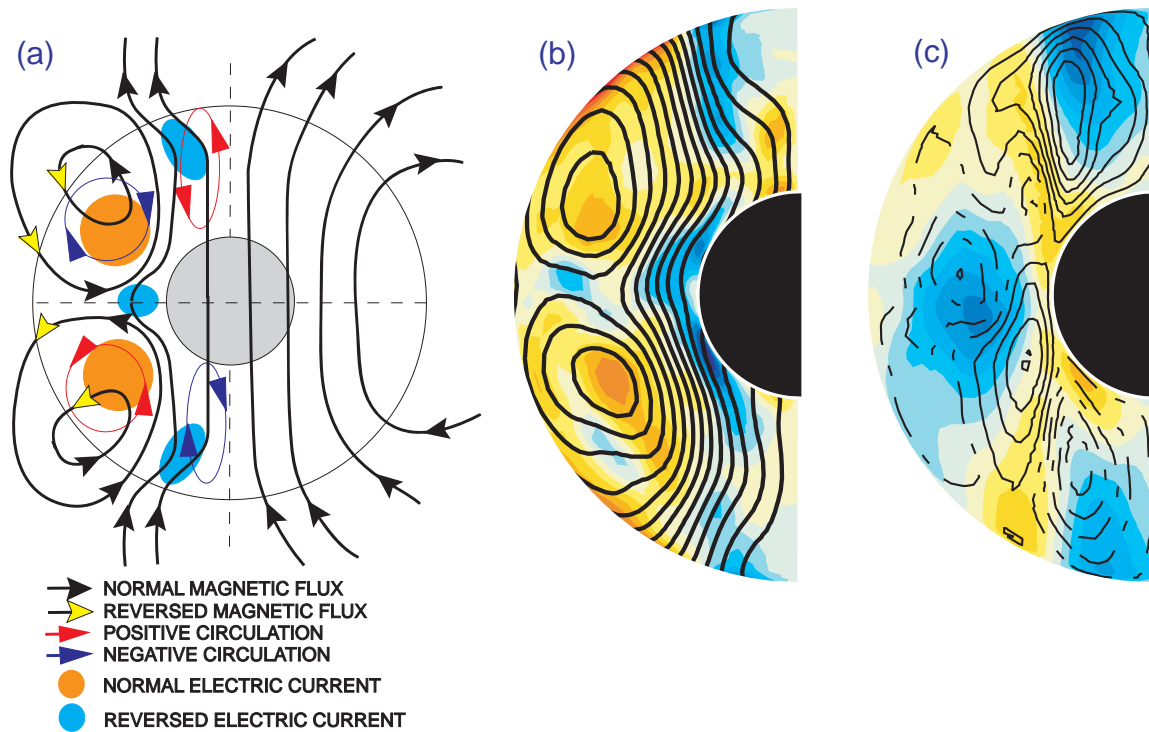 (a)
(b)
(c)
NORMAL MAGNETIC FLUX
REVERSED MAGNETIC FLUX
POSITIVE CIRCULATION
NEGATIVE CIRCULATION
NORMAL ELECTRIC CURRENT
REVERSED ELECTRIC CURRENT